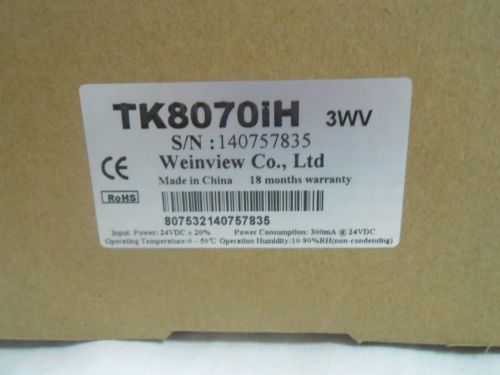 TK8070iH 3WV
S/N : 140757835
CE Weinview Co., Ltd
Made in China 18 months warranty
RoHS
807532140757835
Input Power: 24VDC ± 20% Power Consumption: 300mA @ 24VDC
Operating Temperature:0 ~ 50℃ Operation Humidity:10-90%RH(non-condensing)